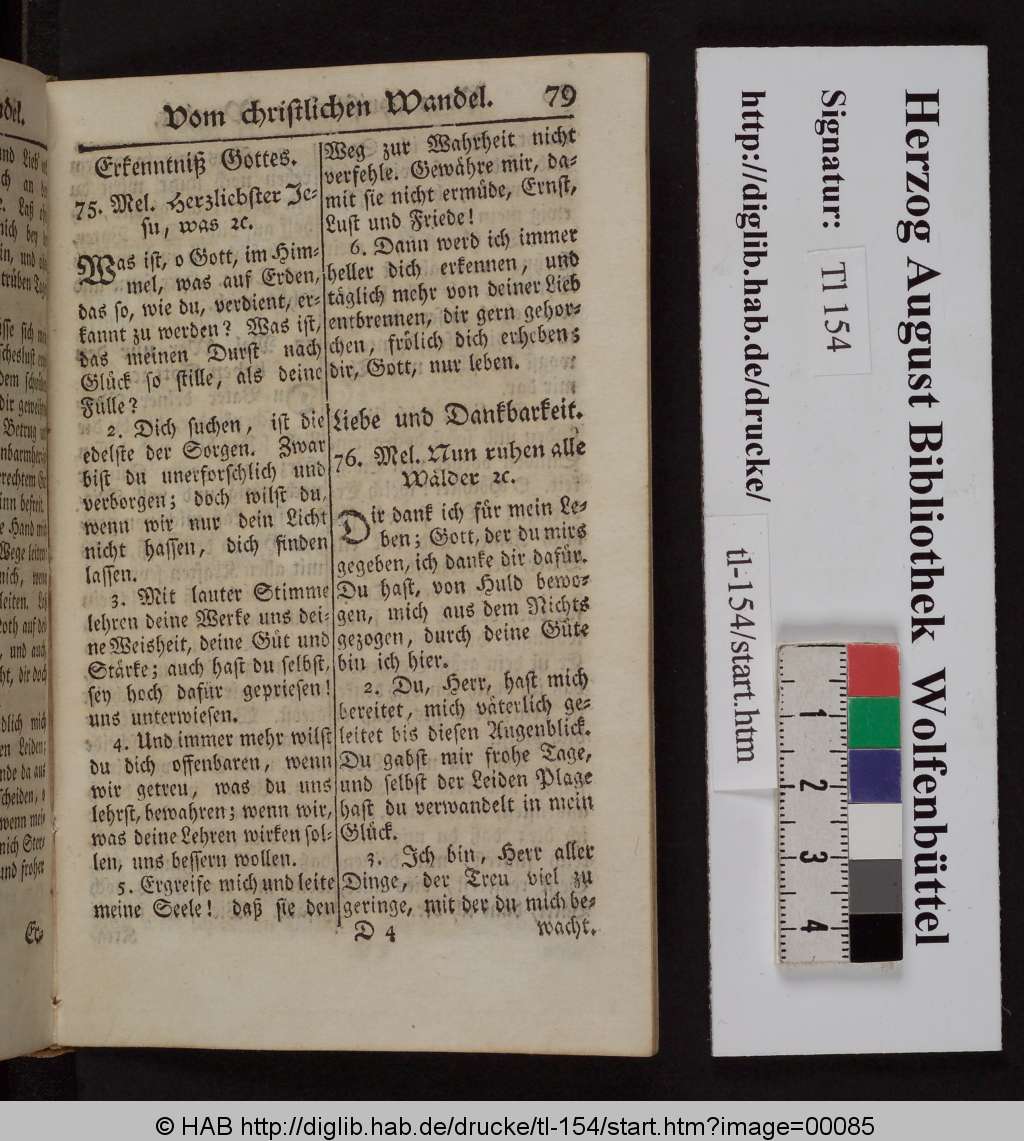 Vom christlichen Wandel. 79
Erkenntniß Gottes.
75. Mel. Herzliebster Je-
su, was ꝛc.
Was ist, o Gott, im Him-
mel, was auf Erden,
das so, wie du, verdient, er-
kannt zu werden? Was ist,
das meinen Durst nach
Glück so stille, als deine
Fülle?
2. Dich suchen, ist die
edelste der Sorgen. Zwar
bist du unerforschlich und
verborgen; doch wilst du,
wenn wir nur dein Licht
nicht hassen, dich finden
lassen.
3. Mit lauter Stimme
lehren deine Werke uns dei-
ne Weisheit, deine Güt und
Stärke; auch hast du selbst,
sey hoch dafür gepriesen!
uns unterwiesen.
4. Und immer mehr wilst
du dich offenbaren, wenn
wir getreu, was du uns
lehrst, bewahren; wenn wir,
was deine Lehren wirken sol-
len, uns bessern wollen.
5. Ergreife mich und leite
meine Seele! daß sie den
Weg zur Wahrheit nicht
verfehle. Gewähre mir, da-
mit sie nicht ermüde, Ernst,
Lust und Friede!
6. Dann werd ich immer
heller dich erkennen, und
täglich mehr von deiner Lieb
entbrennen, dir gern gehor-
chen, frölich dich erheben;
dir, Gott, nur leben.
Liebe und Dankbarkeit.
76. Mel. Nun ruhen alle
Wälder ꝛc.
Dir dank ich für mein Le-
ben; Gott, der du mirs
gegeben, ich danke dir dafür.
Du hast, von Huld bewo-
gen, mich aus dem Nichts
gezogen, durch deine Güte
bin ich hier.
2. Du, Herr, hast mich
bereitet, mich väterlich ge-
leitet bis diesen Augenblick.
Du gabst mir frohe Tage,
und selbst der Leiden Plage
hast du verwandelt in mein
Glück.
3. Ich bin, Herr aller
Dinge, der Treu viel zu
geringe, mit der du mich be-
D 4 wacht.
Herzog August Bibliothek Wolfenbüttel
Signatur: Tl 154
http://diglib.hab.de/drucke/ tl-154/start.htm
1
2
3
4
© HAB http://diglib.hab.de/drucke/tl-154/start.htm?image=00085